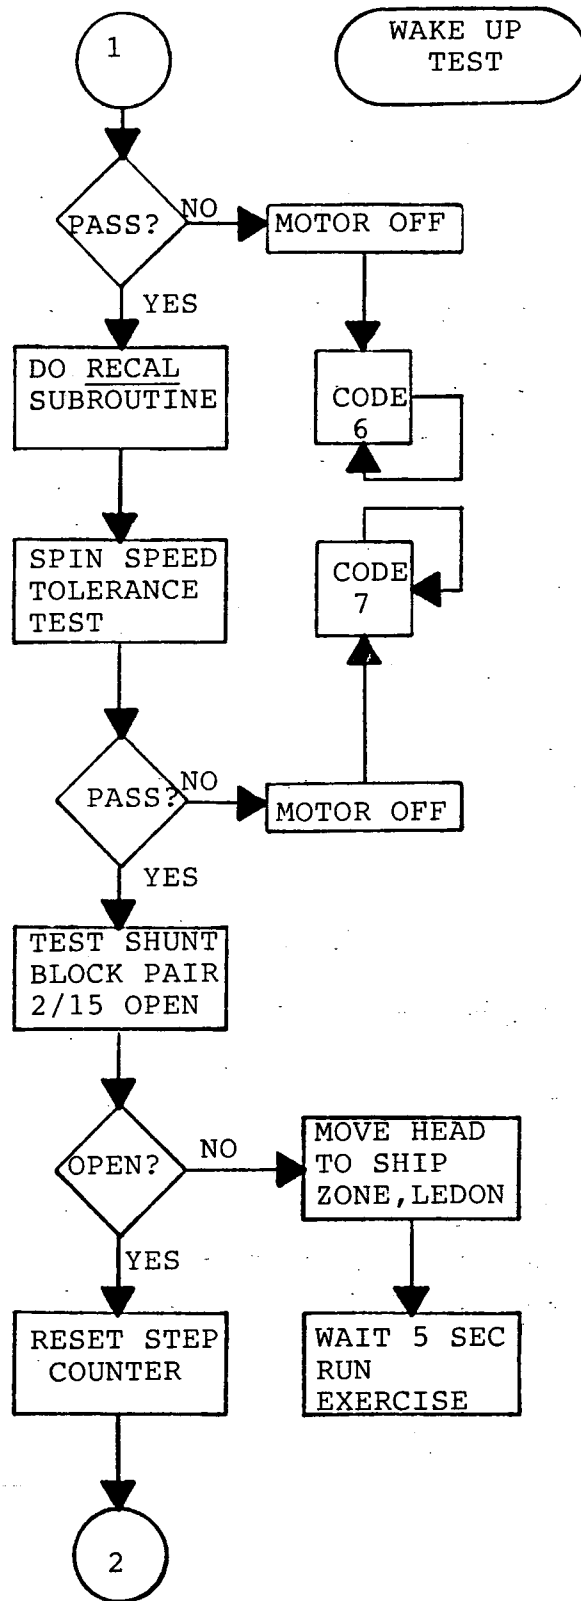 1
WAKE UP
TEST
PASS?
NO
MOTOR OFF
YES
DO RECAL
SUBROUTINE
CODE
6
SPIN SPEED
TOLERANCE
TEST
CODE
7
PASS?
NO
MOTOR OFF
YES
TEST SHUNT
BLOCK PAIR
2/15 OPEN
OPEN?
NO
MOVE HEAD
TO SHIP
ZONE,LEDON
YES
RESET STEP
COUNTER
WAIT 5 SEC
RUN
EXERCISE
2